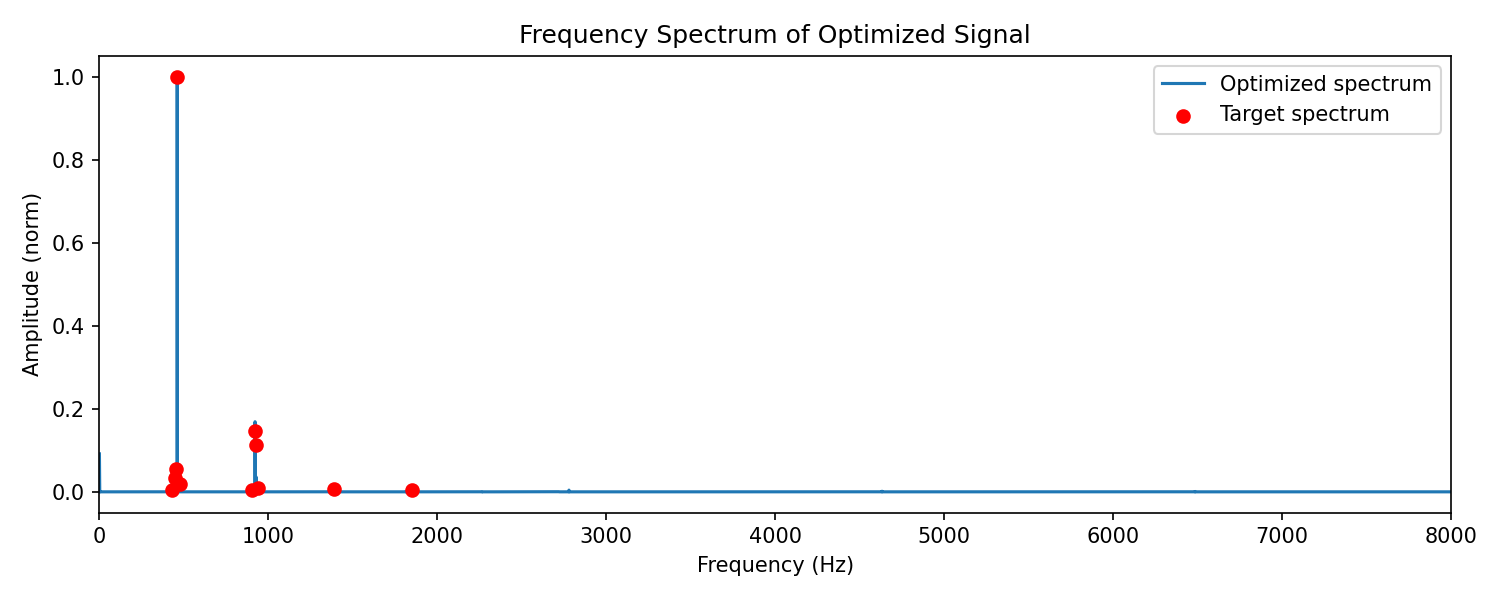 Frequency Spectrum of Optimized Signal
Optimized spectrum
Target spectrum
Amplitude (norm)
1.0
0.8
0.6
0.4
0.2
0.0
0 1000 2000 3000 4000 5000 6000 7000 8000
Frequency (Hz)